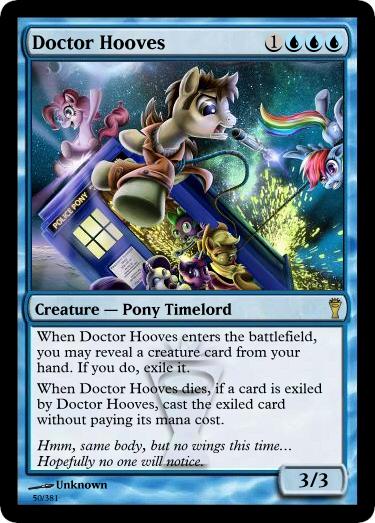 Doctor Hooves 1
POLICE PONY
Creature — Pony Timelord
When Doctor Hooves enters the battlefield,
you may reveal a creature card from your
hand. If you do, exile it.
When Doctor Hooves dies, if a card is exiled
by Doctor Hooves, cast the exiled card
without paying its mana cost.
Hmm, same body, but no wings this time…
Hopefully no one will notice.
3/3
Unknown
50/381